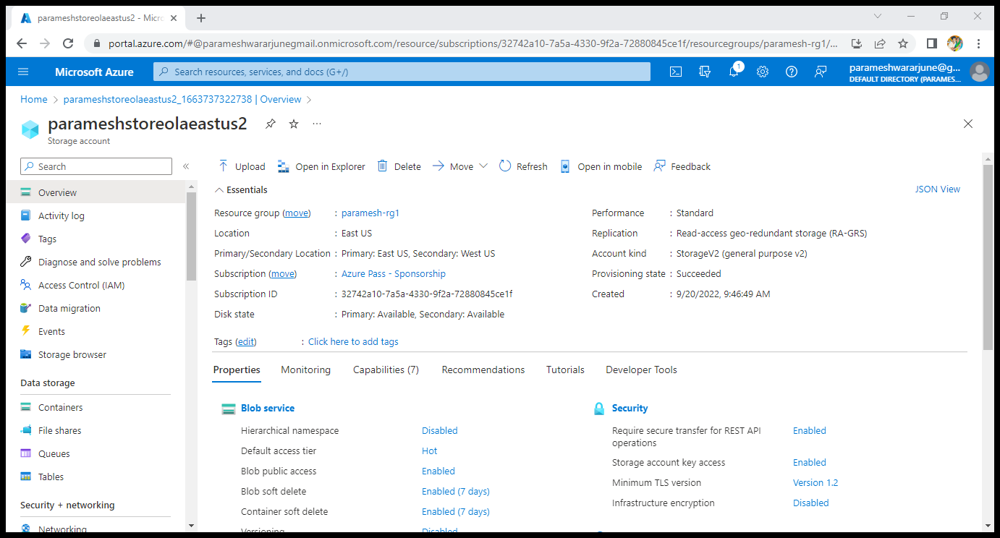 parameshstoreolaeastus2 - Micro
portal.azure.com/#@parameshwararjunegmail.onmicrosoft.com/resource/subscriptions/32742a10-7a5a-4330-9f2a-72880845ce1f/resourcegroups/paramesh-rg1/...
Microsoft Azure
Search resources, services, and docs (G+/)
1
parameshwararjune@g...
DEFAULT DIRECTORY (PARAMES...
Home > parameshstoreolaeastus2_1663737322738 | Overview >
parameshstoreolaeastus2
Storage account
Search
«
Overview
Activity log
Tags
Diagnose and solve problems
Access Control (IAM)
Data migration
Events
Storage browser
Data storage
Containers
File shares
Queues
Tables
Security + networking
Networking
Upload Open in Explorer Delete Move Refresh Open in mobile Feedback
Essentials JSON View
Resource group (move) : paramesh-rg1
Location : East US
Primary/Secondary Location : Primary: East US, Secondary: West US
Subscription (move) : Azure Pass - Sponsorship
Subscription ID : 32742a10-7a5a-4330-9f2a-72880845ce1f
Disk state : Primary: Available, Secondary: Available
Performance : Standard
Replication : Read-access geo-redundant storage (RA-GRS)
Account kind : StorageV2 (general purpose v2)
Provisioning state : Succeeded
Created : 9/20/2022, 9:46:49 AM
Tags (edit) : Click here to add tags
Properties Monitoring Capabilities (7) Recommendations Tutorials Developer Tools
Blob service
Hierarchical namespace Disabled
Default access tier Hot
Blob public access Enabled
Blob soft delete Enabled (7 days)
Container soft delete Enabled (7 days)
Versioning Disabled
Security
Require secure transfer for REST API
operations Enabled
Storage account key access Enabled
Minimum TLS version Version 1.2
Infrastructure encryption Disabled